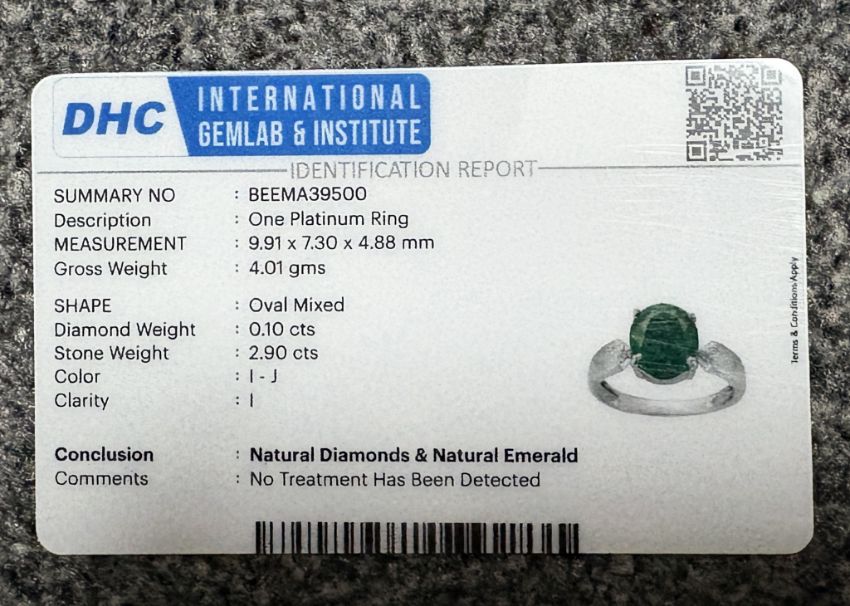 DHC INTERNATIONAL
GEMLAB & INSTITUTE
IDENTIFICATION REPORT
SUMMARY NO : BEEMA39500
Description : One Platinum Ring
MEASUREMENT : 9.91 x 7.30 x 4.88 mm
Gross Weight : 4.01 gms
SHAPE : Oval Mixed
Diamond Weight : 0.10 cts
Stone Weight : 2.90 cts
Color : I - J
Clarity : I
Conclusion : Natural Diamonds & Natural Emerald
Comments : No Treatment Has Been Detected
Terms & Conditions Apply